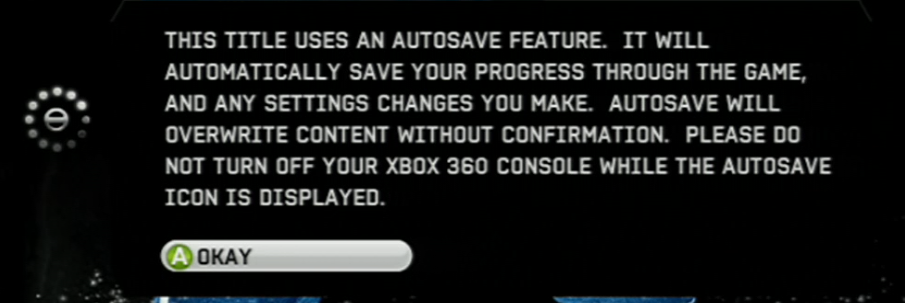 THIS TITLE USES AN AUTOSAVE FEATURE. IT WILL
AUTOMATICALLY SAVE YOUR PROGRESS THROUGH THE GAME,
AND ANY SETTINGS CHANGES YOU MAKE. AUTOSAVE WILL
OVERWRITE CONTENT WITHOUT CONFIRMATION. PLEASE DO
NOT TURN OFF YOUR XBOX 360 CONSOLE WHILE THE AUTOSAVE
ICON IS DISPLAYED.
A OKAY